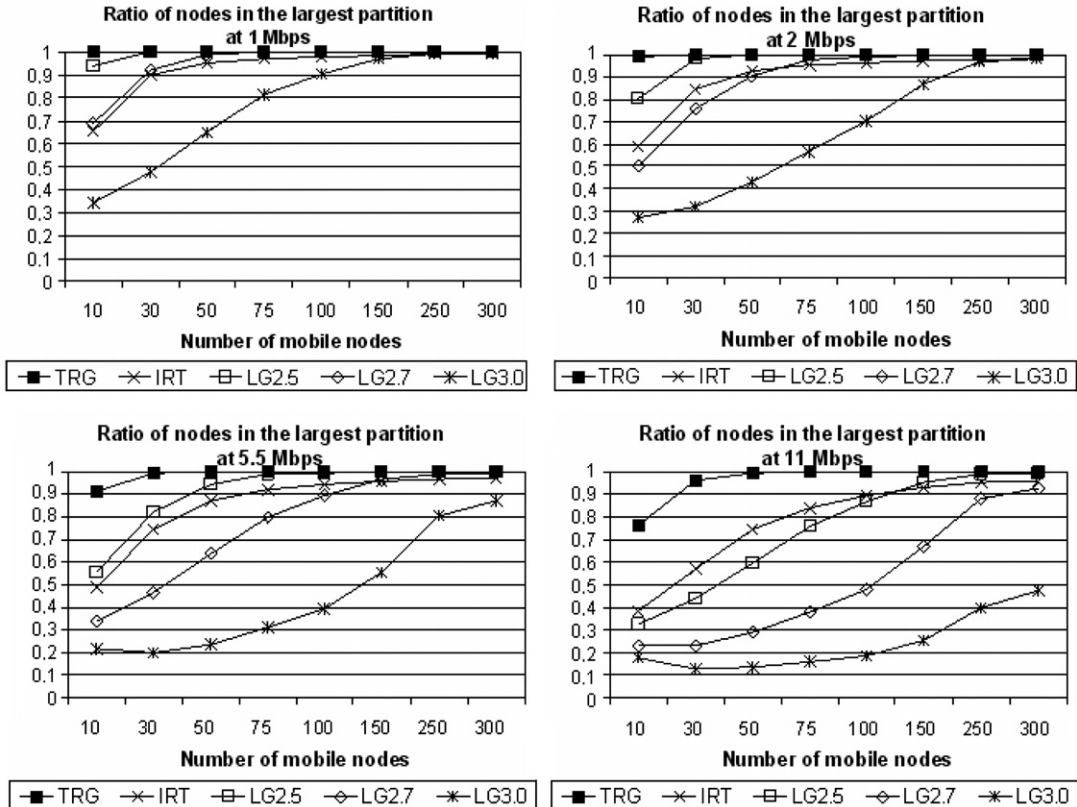 Ratio of nodes in the largest partition
at 1 Mbps
1
0.9
0.8
0.7
0.6
0.5
0.4
0.3
0.2
0.1
0
10 30 50 75 100 150 250 300
Number of mobile nodes
TRG IRT LG2.5 LG2.7 LG3.0
Ratio of nodes in the largest partition
at 2 Mbps
1
0.9
0.8
0.7
0.6
0.5
0.4
0.3
0.2
0.1
0
10 30 50 75 100 150 250 300
Number of mobile nodes
TRG IRT LG2.5 LG2.7 LG3.0
Ratio of nodes in the largest partition
at 5.5 Mbps
1
0.9
0.8
0.7
0.6
0.5
0.4
0.3
0.2
0.1
0
10 30 50 75 100 150 250 300
Number of mobile nodes
TRG IRT LG2.5 LG2.7 LG3.0
Ratio of nodes in the largest partition
at 11 Mbps
1
0.9
0.8
0.7
0.6
0.5
0.4
0.3
0.2
0.1
0
10 30 50 75 100 150 250 300
Number of mobile nodes
TRG IRT LG2.5 LG2.7 LG3.0